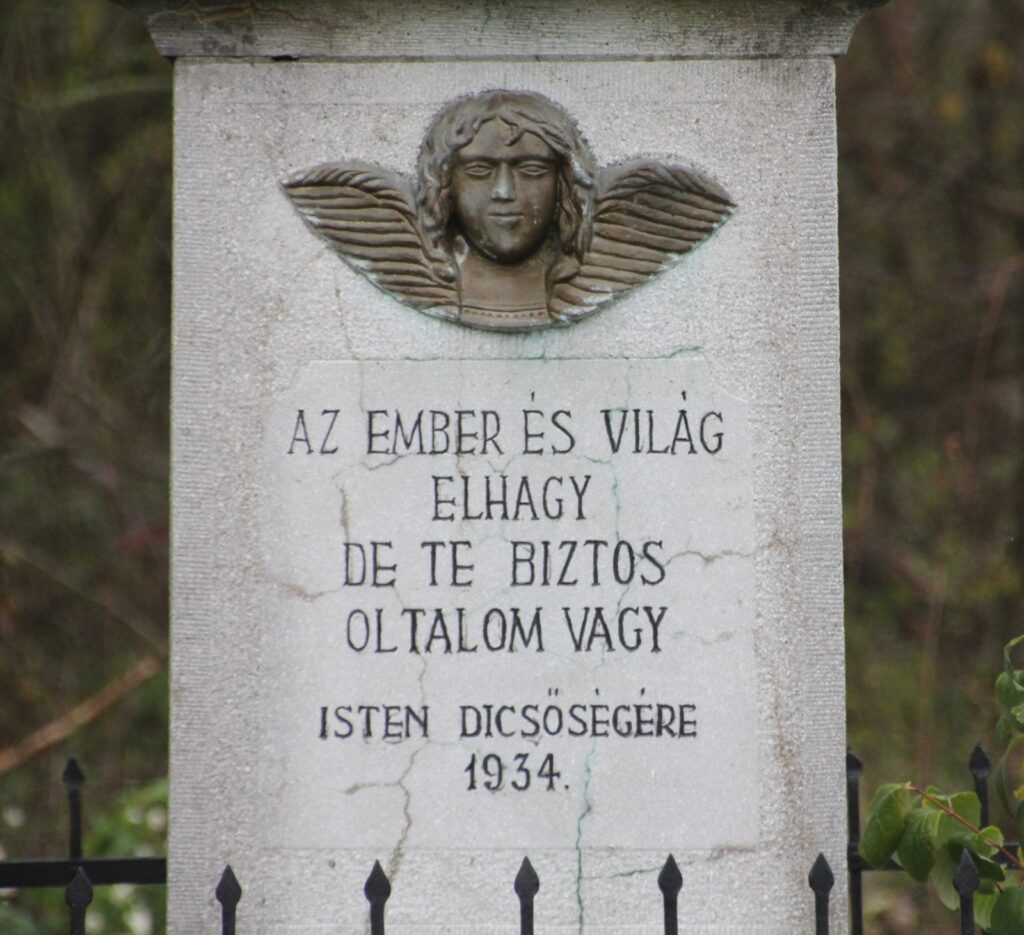 AZ EMBER ÉS VILÁG
ELHAGY
DE TE BIZTOS
OLTALOM VAGY
ISTEN DICSŐSÉGÉRE
1934.